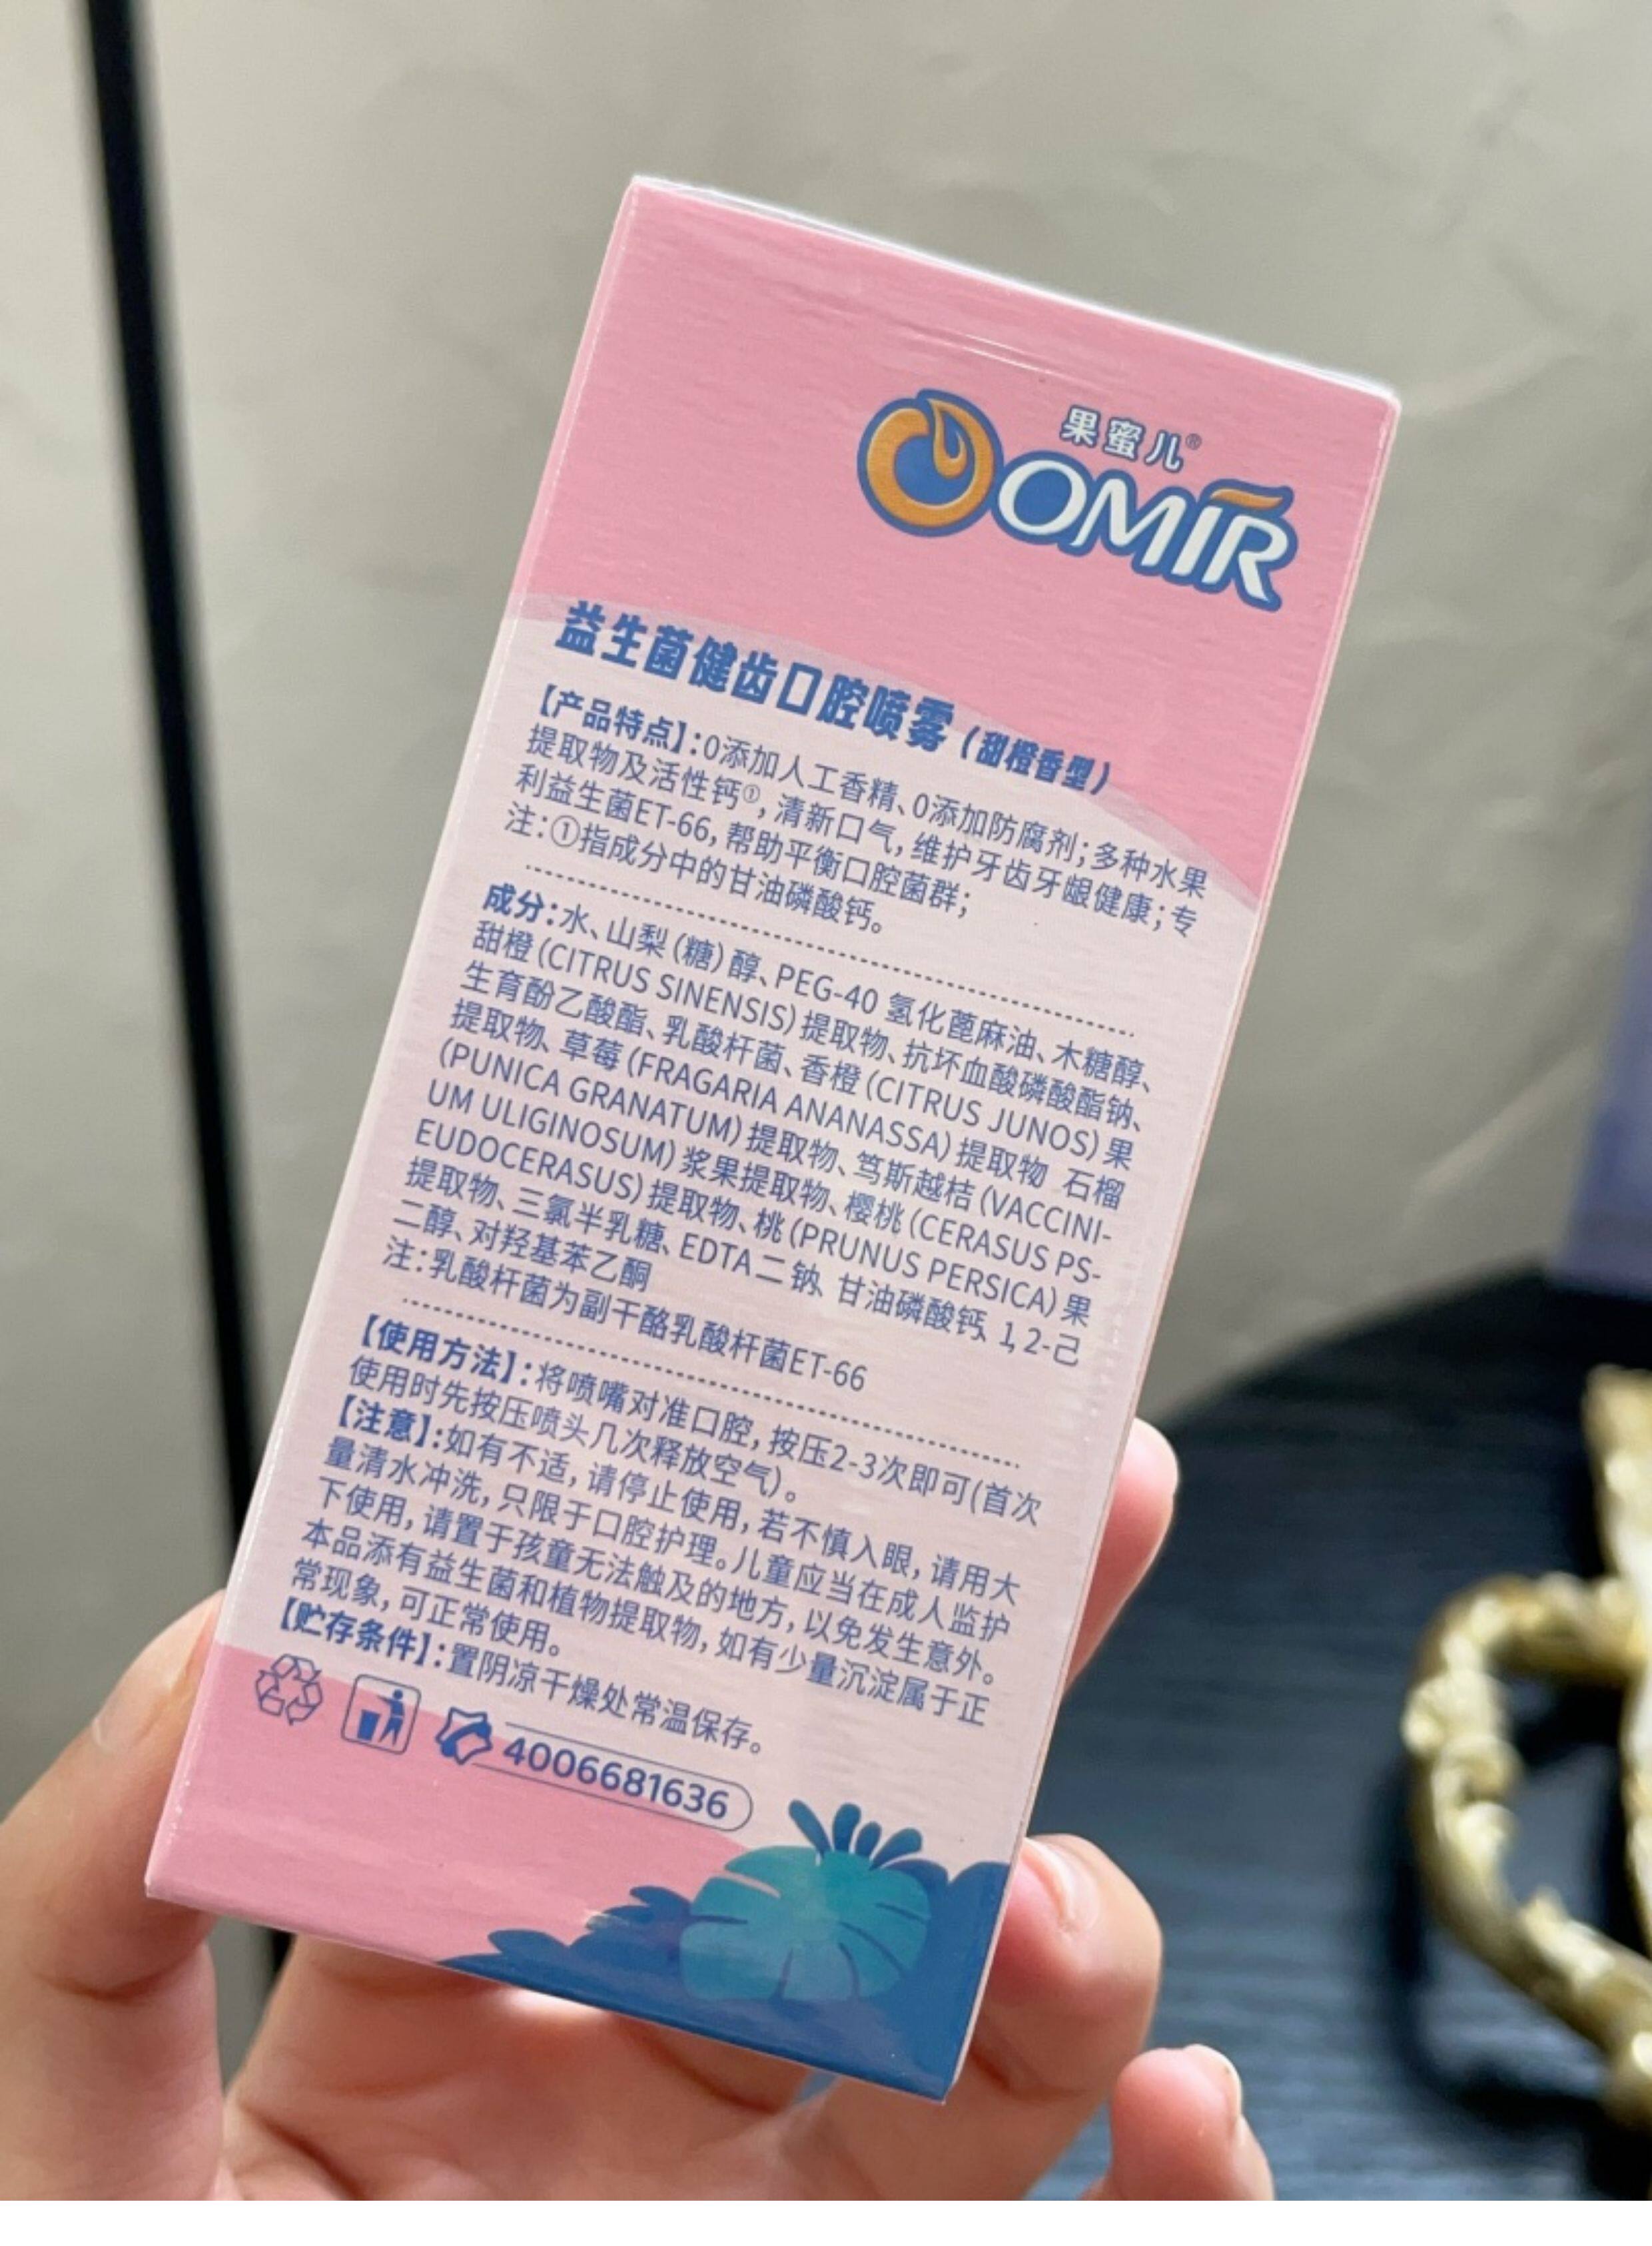 果蜜儿®
OMIR
益生菌健齿口腔喷雾（甜橙香型）
【产品特点】：0添加人工香精、0添加防腐剂；多种水果
提取物及活性钙①，清新口气，维护牙齿牙龈健康；专
利益生菌ET-66，帮助平衡口腔菌群；
注：①指成分中的甘油磷酸钙。
成分：水、山梨（糖）醇、PEG-40 氢化蓖麻油、木糖醇、
甜橙（CITRUS SINENSIS）提取物、抗坏血酸磷酸酯钠、
生育酚乙酸酯、乳酸杆菌、香橙（CITRUS JUNOS）果
提取物、草莓（FRAGARIA ANANASSA）提取物 石榴
（PUNICA GRANATUM）提取物、笃斯越桔（VACCINI-
UM ULIGINOSUM）浆果提取物、樱桃（CERASUS PS-
EUDOCERASUS）提取物、桃（PRUNUS PERSICA）果
提取物、三氯半乳糖、EDTA二钠、甘油磷酸钙、1,2-己
二醇、对羟基苯乙酮
注：乳酸杆菌为副干酪乳酸杆菌ET-66
【使用方法】：将喷嘴对准口腔，按压2-3次即可（首次
使用时先按压喷头几次释放空气）。
【注意】：如有不适，请停止使用，若不慎入眼，请用大
量清水冲洗，只限于口腔护理。儿童应当在成人监护
下使用，请置于孩童无法触及的地方，以免发生意外。
本品添有益生菌和植物提取物，如有少量沉淀属于正
常现象，可正常使用。
【贮存条件】：置阴凉干燥处常温保存。
4006681636